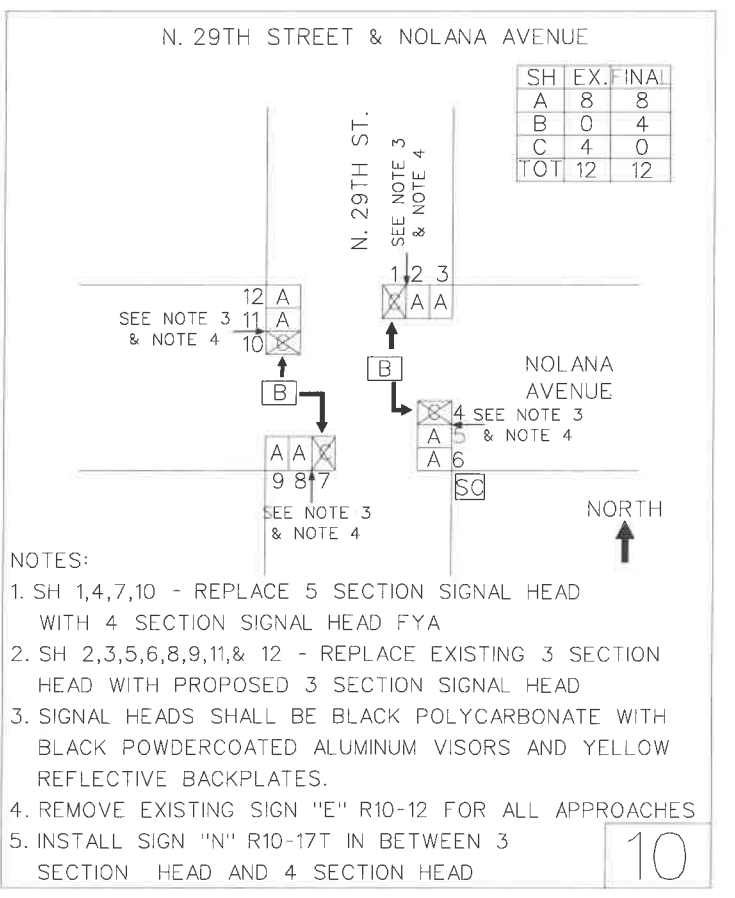 N. 29TH STREET & NOLANA AVENUE
SH EX. FINAL
A 8 8
B 0 4
C 4 0
TOT 12 12
N. 29TH ST.
SEE NOTE 3
& NOTE 4
1 2 3
C A A
12 A
11 A
10 C
SEE NOTE 3
& NOTE 4
B
B
NOLANA
AVENUE
C 4
A 5
A 6
SEE NOTE 3
& NOTE 4
A A C
9 8 7
SC
SEE NOTE 3
& NOTE 4
NORTH
NOTES:
1. SH 1,4,7,10 - REPLACE 5 SECTION SIGNAL HEAD
WITH 4 SECTION SIGNAL HEAD FYA
2. SH 2,3,5,6,8,9,11,& 12 - REPLACE EXISTING 3 SECTION
HEAD WITH PROPOSED 3 SECTION SIGNAL HEAD
3. SIGNAL HEADS SHALL BE BLACK POLYCARBONATE WITH
BLACK POWDERCOATED ALUMINUM VISORS AND YELLOW
REFLECTIVE BACKPLATES.
4. REMOVE EXISTING SIGN "E" R10-12 FOR ALL APPROACHES
5. INSTALL SIGN "N" R10-17T IN BETWEEN 3
SECTION HEAD AND 4 SECTION HEAD
10